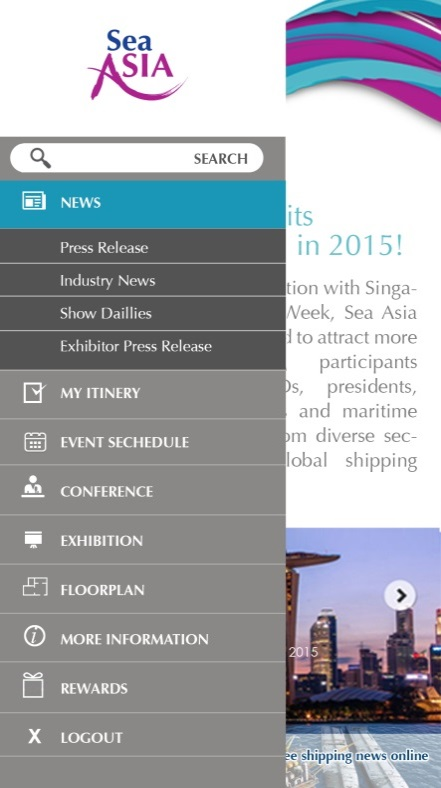 Sea
ASIA
SEARCH
NEWS
Press Release
Industry News
Show Daillies
Exhibitor Press Release
MY ITINERY
EVENT SECHEDULE
CONFERENCE
EXHIBITION
FLOORPLAN
MORE INFORMATION
REWARDS
X LOGOUT
its
in 2015!
tion with Singa-
Week, Sea Asia
d to attract more
participants
Os, presidents,
s and maritime
om diverse sec-
lobal shipping
2015
ee shipping news online